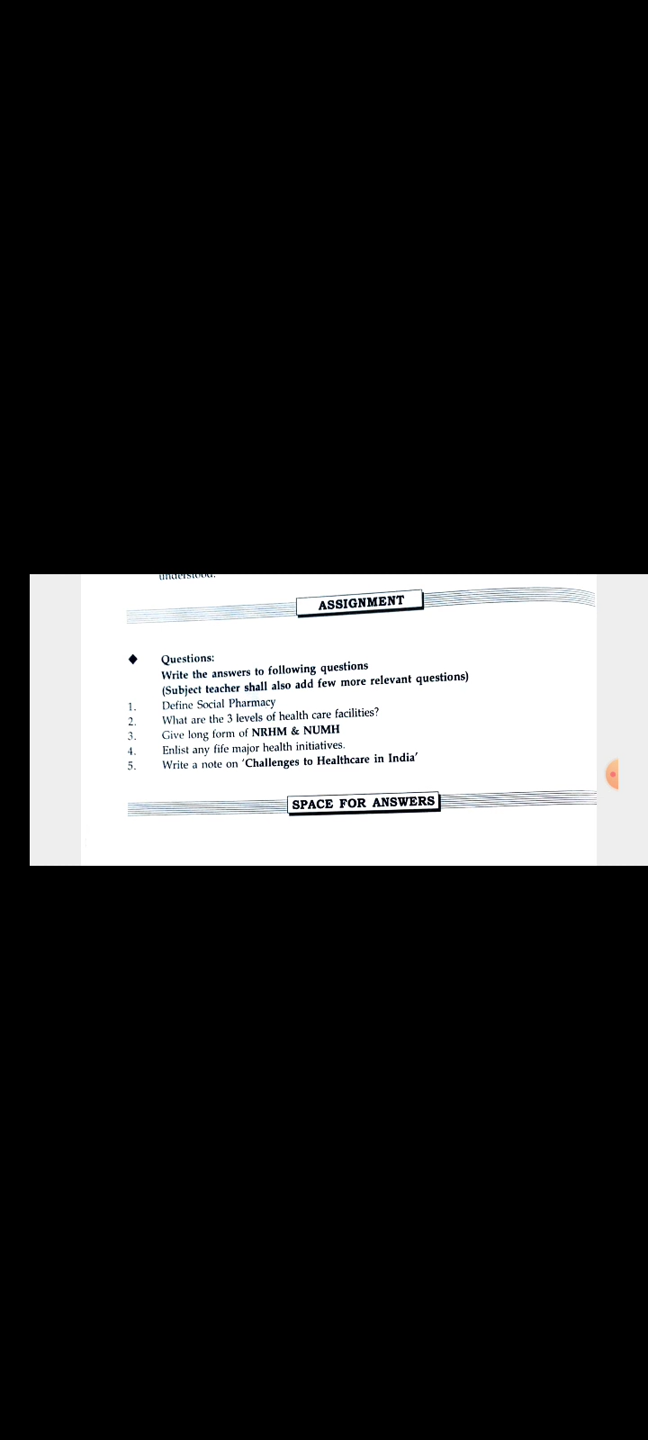 understood.
ASSIGNMENT
◆ Questions:
Write the answers to following questions
(Subject teacher shall also add few more relevant questions)
1. Define Social Pharmacy
2. What are the 3 levels of health care facilities?
3. Give long form of NRHM & NUMH
4. Enlist any fife major health initiatives.
5. Write a note on ‘Challenges to Healthcare in India’
SPACE FOR ANSWERS